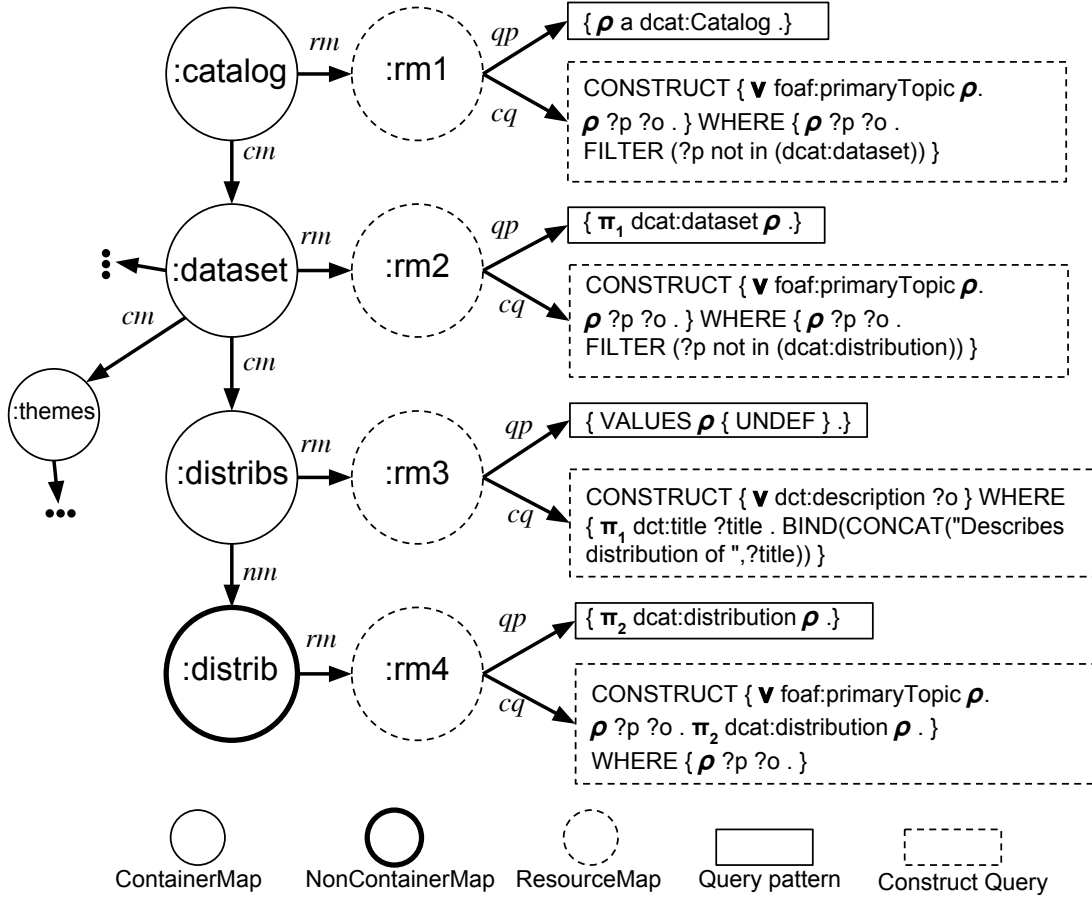 :catalog
rm
:rm1
qp
{ ρ a dcat:Catalog .}
cq
CONSTRUCT { ν foaf:primaryTopic ρ.
ρ ?p ?o . } WHERE { ρ ?p ?o .
FILTER (?p not in (dcat:dataset)) }
cm
:dataset
rm
:rm2
qp
{ π1 dcat:dataset ρ .}
cq
CONSTRUCT { ν foaf:primaryTopic ρ.
ρ ?p ?o . } WHERE { ρ ?p ?o .
FILTER (?p not in (dcat:distribution)) }
cm
:themes
cm
:distribs
rm
:rm3
qp
{ VALUES ρ { UNDEF } .}
cq
CONSTRUCT { ν dct:description ?o } WHERE
{ π1 dct:title ?title . BIND(CONCAT("Describes
distribution of ",?title)) }
nm
:distrib
rm
:rm4
qp
{ π2 dcat:distribution ρ .}
cq
CONSTRUCT { ν foaf:primaryTopic ρ.
ρ ?p ?o . π2 dcat:distribution ρ . }
WHERE { ρ ?p ?o . }
ContainerMap
NonContainerMap
ResourceMap
Query pattern
Construct Query